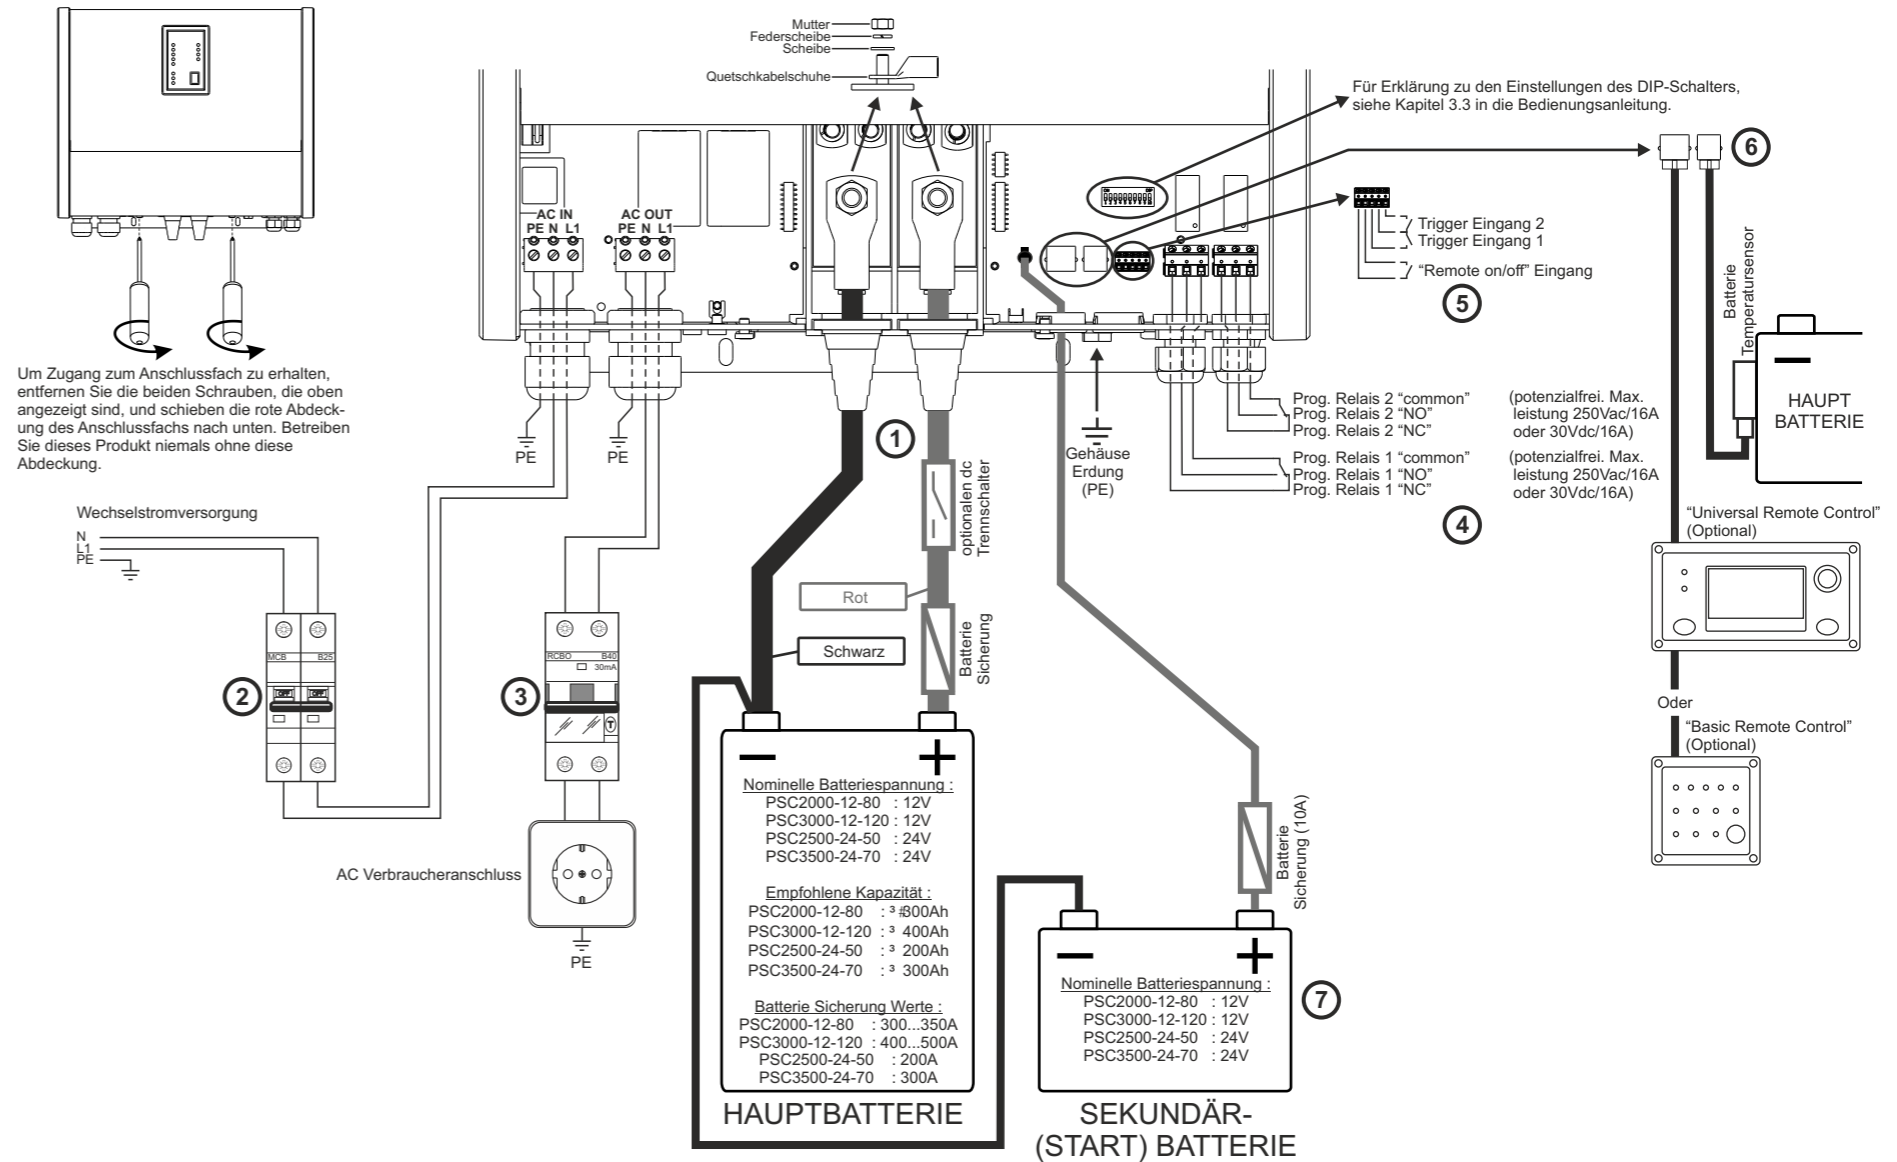 Mutter
Federscheibe
Scheibe
Quetschkabelschuhe
Für Erklärung zu den Einstellungen des DIP-Schalters,
siehe Kapitel 3.3 in die Bedienungsanleitung.
6
AC IN
PE N L1
AC OUT
PE N L1
Trigger Eingang 2
Trigger Eingang 1
"Remote on/off" Eingang
5
Batterie
Temperatursensor
HAUPT
BATTERIE
Um Zugang zum Anschlussfach zu erhalten,
entfernen Sie die beiden Schrauben, die oben
angezeigt sind, und schieben die rote Abdeck-
ung des Anschlussfachs nach unten. Betreiben
Sie dieses Produkt niemals ohne diese
Abdeckung.
PE
PE
1
Gehäuse
Erdung
(PE)
Prog. Relais 2 "common"
Prog. Relais 2 "NO"
Prog. Relais 2 "NC"
(potenzialfrei. Max.
leistung 250Vac/16A
oder 30Vdc/16A)
Prog. Relais 1 "common"
Prog. Relais 1 "NO"
Prog. Relais 1 "NC"
(potenzialfrei. Max.
leistung 250Vac/16A
oder 30Vdc/16A)
4
optionalen dc
Trennschalter
Wechselstromversorgung
N
L1
PE
"Universal Remote Control"
(Optional)
Rot
Schwarz
Batterie
Sicherung
MCB B25
OFF OFF
2
RCBO B40
30mA
T
3
Oder
"Basic Remote Control"
(Optional)
AC Verbraucheranschluss
PE
Nominelle Batteriespannung :
PSC2000-12-80 : 12V
PSC3000-12-120 : 12V
PSC2500-24-50 : 24V
PSC3500-24-70 : 24V
Empfohlene Kapazität :
PSC2000-12-80 : ³ #300Ah
PSC3000-12-120 : ³ 400Ah
PSC2500-24-50 : ³ 200Ah
PSC3500-24-70 : ³ 300Ah
Batterie Sicherung Werte :
PSC2000-12-80 : 300...350A
PSC3000-12-120 : 400...500A
PSC2500-24-50 : 200A
PSC3500-24-70 : 300A
HAUPTBATTERIE
Batterie
Sicherung (10A)
Nominelle Batteriespannung :
PSC2000-12-80 : 12V
PSC3000-12-120 : 12V
PSC2500-24-50 : 24V
PSC3500-24-70 : 24V
7
SEKUNDÄR-
(START) BATTERIE